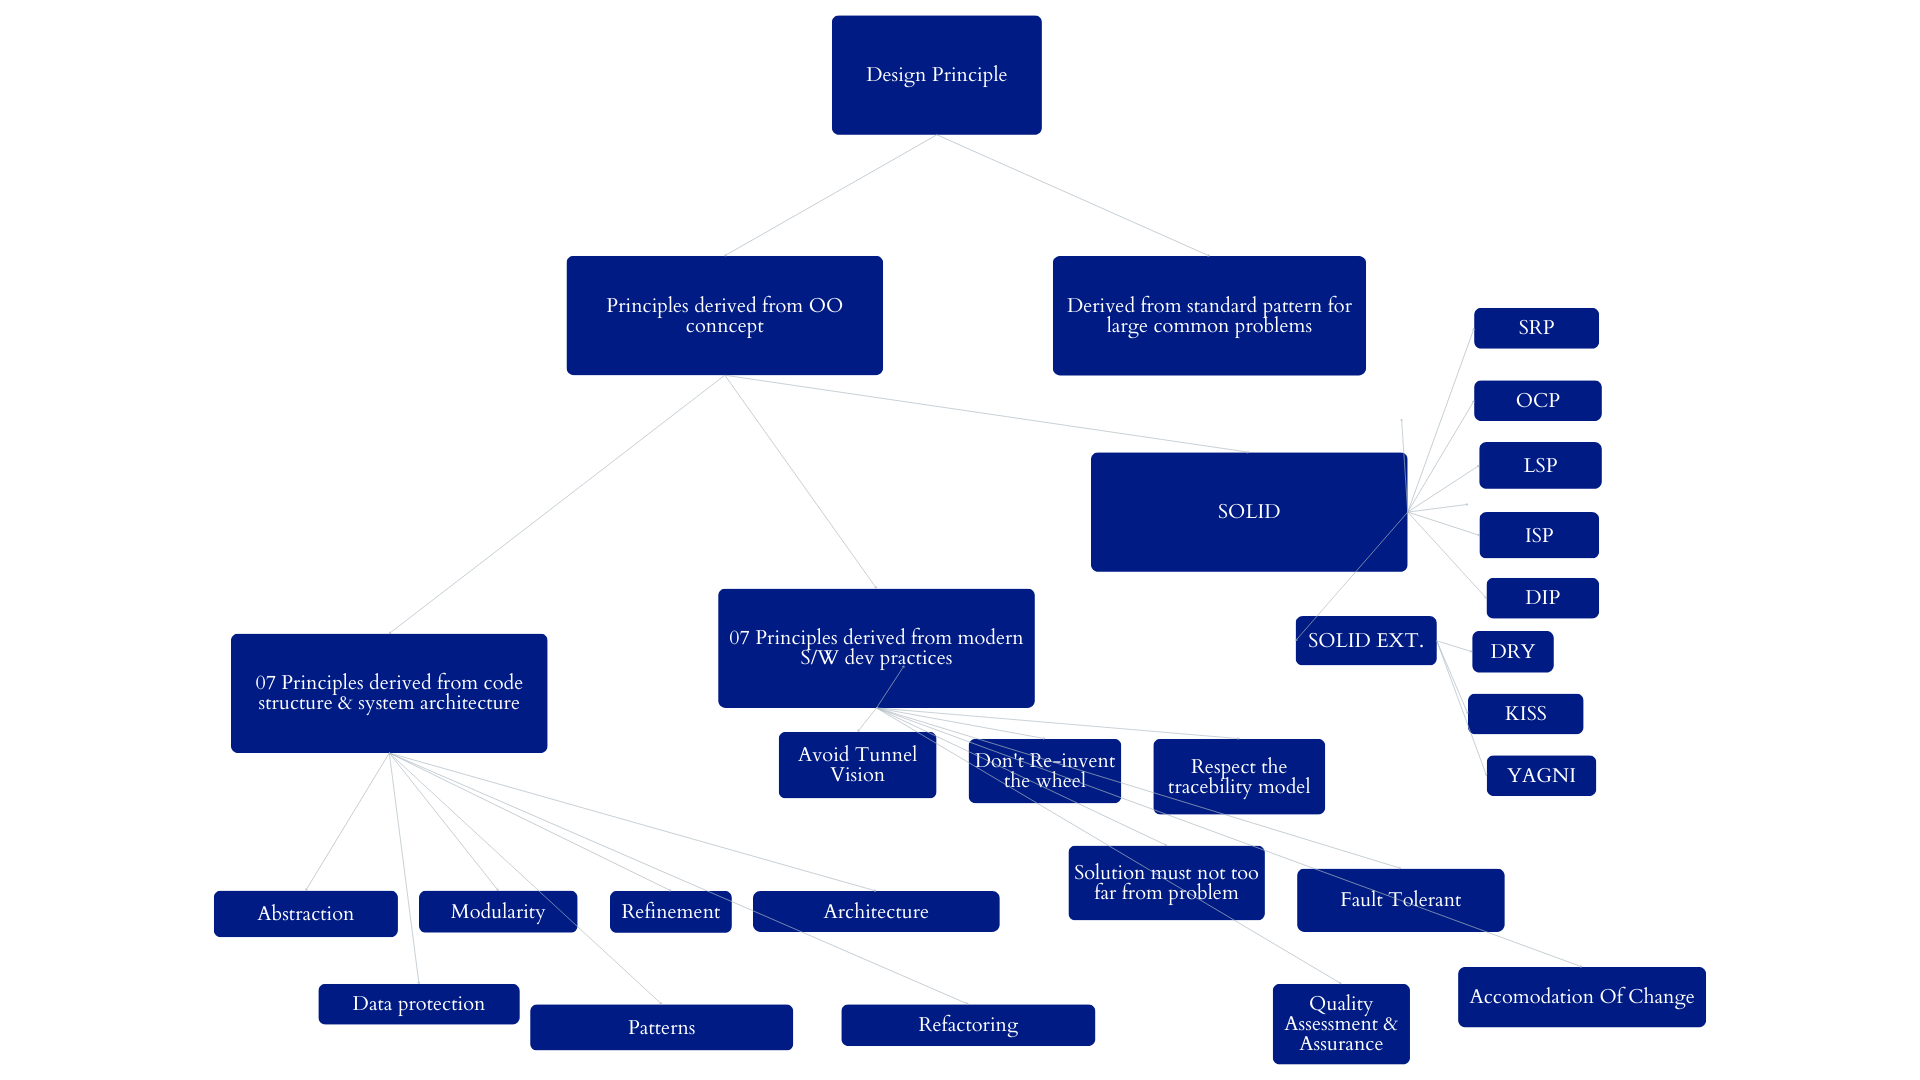 Design Principle
Principles derived from OO
conncept
Derived from standard pattern for
large common problems
SRP
OCP
LSP
SOLID
ISP
DIP
SOLID EXT.
DRY
KISS
YAGNI
07 Principles derived from modern
S/W dev practices
07 Principles derived from code
structure & system architecture
Avoid Tunnel
Vision
Don't Re-invent
the wheel
Respect the
tracebility model
Solution must not too
far from problem
Fault Tolerant
Abstraction
Modularity
Refinement
Architecture
Data protection
Patterns
Refactoring
Quality
Assessment &
Assurance
Accomodation Of Change